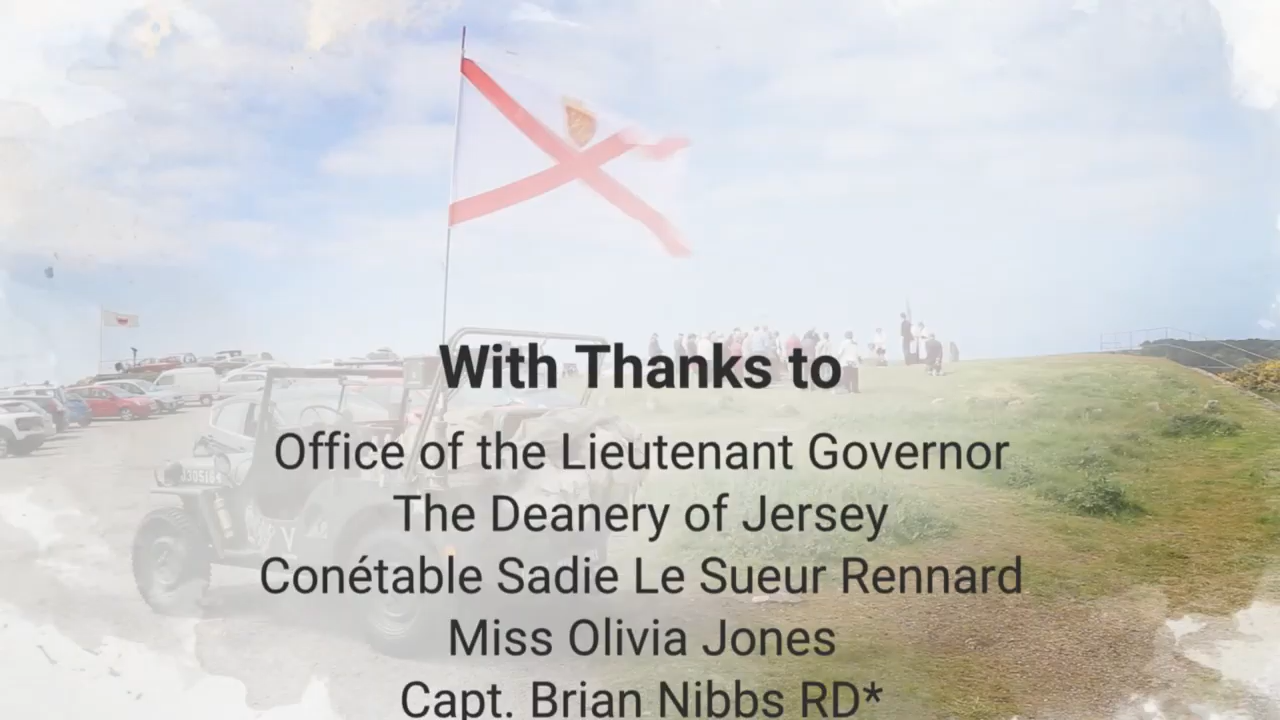 With Thanks to
Office of the Lieutenant Governor
The Deanery of Jersey
Conétable Sadie Le Sueur Rennard
Miss Olivia Jones
Capt. Brian Nibbs RD*